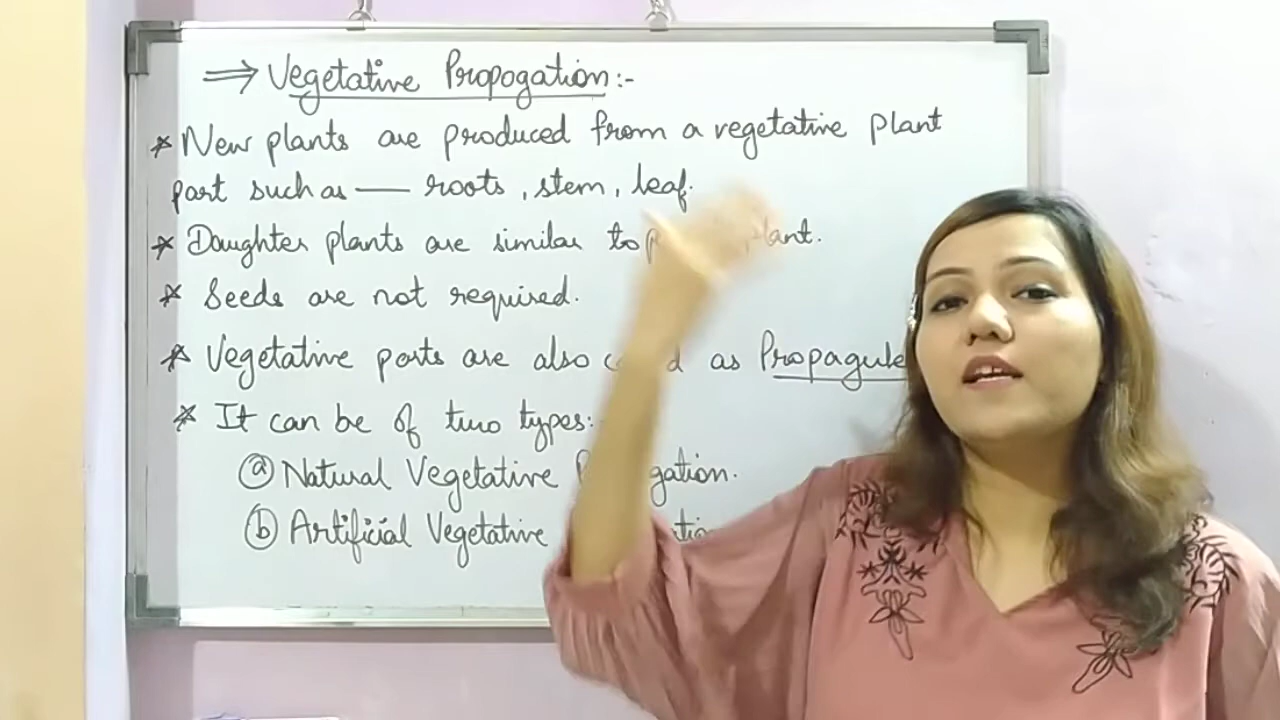 ⇒ Vegetative Propogation:-
* New plants are produced from a vegetative plant
part such as — roots, stem, leaf.
* Daughter plants are similar to plant.
* Seeds are not required.
* Vegetative parts are also as Propagule
* It can be of two types:-
(a) Natural Vegetative gation.
(b) Artificial Vegetative